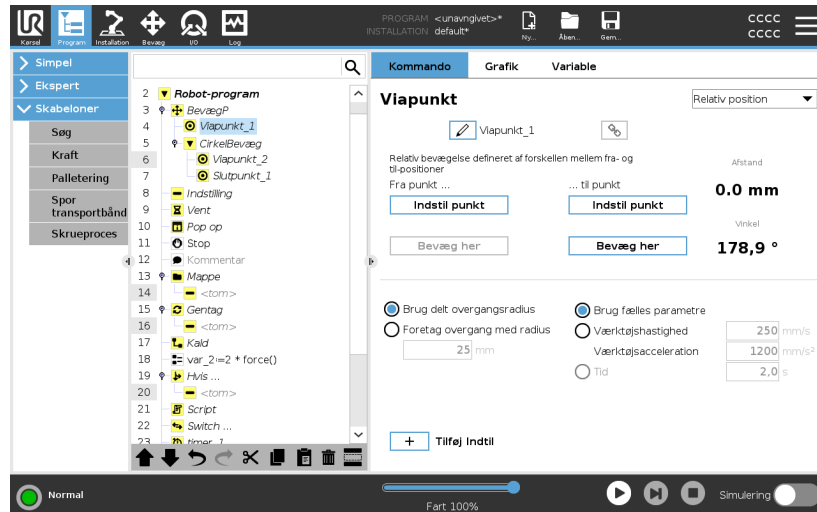 PROGRAM <unavngivet>*
INSTALLATION default*
Kørsel
Program
Installation
Bevæg
I/O
Log
Ny...
Åben...
Gem...
CCCC
CCCC
Simpel
Ekspert
Skabeloner
Søg
Kraft
Palletering
Spor
transportbånd
Skrueproces
2 Robot-program
3 BevægP
4 Viapunkt_1
5 CirkelBevæg
6 Viapunkt_2
7 Slutpunkt_1
8 Indstilling
9 Vent
10 Pop op
11 Stop
12 Kommentar
13 Mappe
14 <tom>
15 Gentag
16 <tom>
17 Kald
18 var_2:=2 * force()
19 Hvis ...
20 <tom>
21 Script
22 Switch ...
23 timer_1
Kommando
Grafik
Variable
Viapunkt
Relativ position
Viapunkt_1
Relativ bevægelse defineret af forskellen mellem fra- og
til-positioner
Fra punkt ...
... til punkt
Indstil punkt
Indstil punkt
Bevæg her
Bevæg her
Afstand
0.0 mm
Vinkel
178,9 °
Brug delt overgangsradius
Foretag overgang med radius
25 mm
Brug fælles parametre
Værktøjshastighed 250 mm/s
Værktøjsacceleration 1200 mm/s²
Tid 2,0 s
+ Tilføj Indtil
Normal
Fart 100%
Simulering